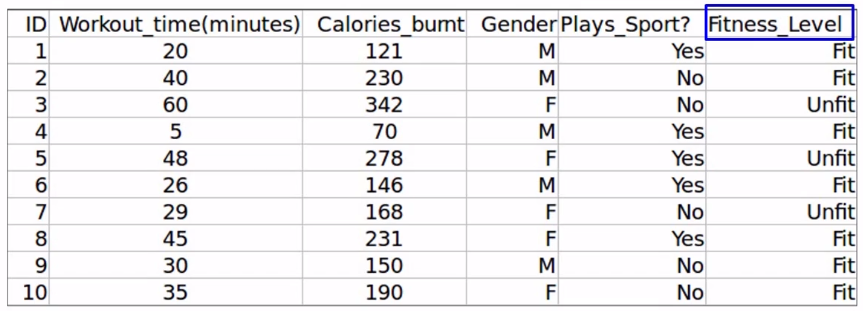 ID Workout_time(minutes) Calories_burnt Gender Plays_Sport? Fitness_Level
1 20 121 M Yes Fit
2 40 230 M No Fit
3 60 342 F No Unfit
4 5 70 M Yes Fit
5 48 278 F Yes Unfit
6 26 146 M Yes Fit
7 29 168 F No Unfit
8 45 231 F Yes Fit
9 30 150 M No Fit
10 35 190 F No Fit